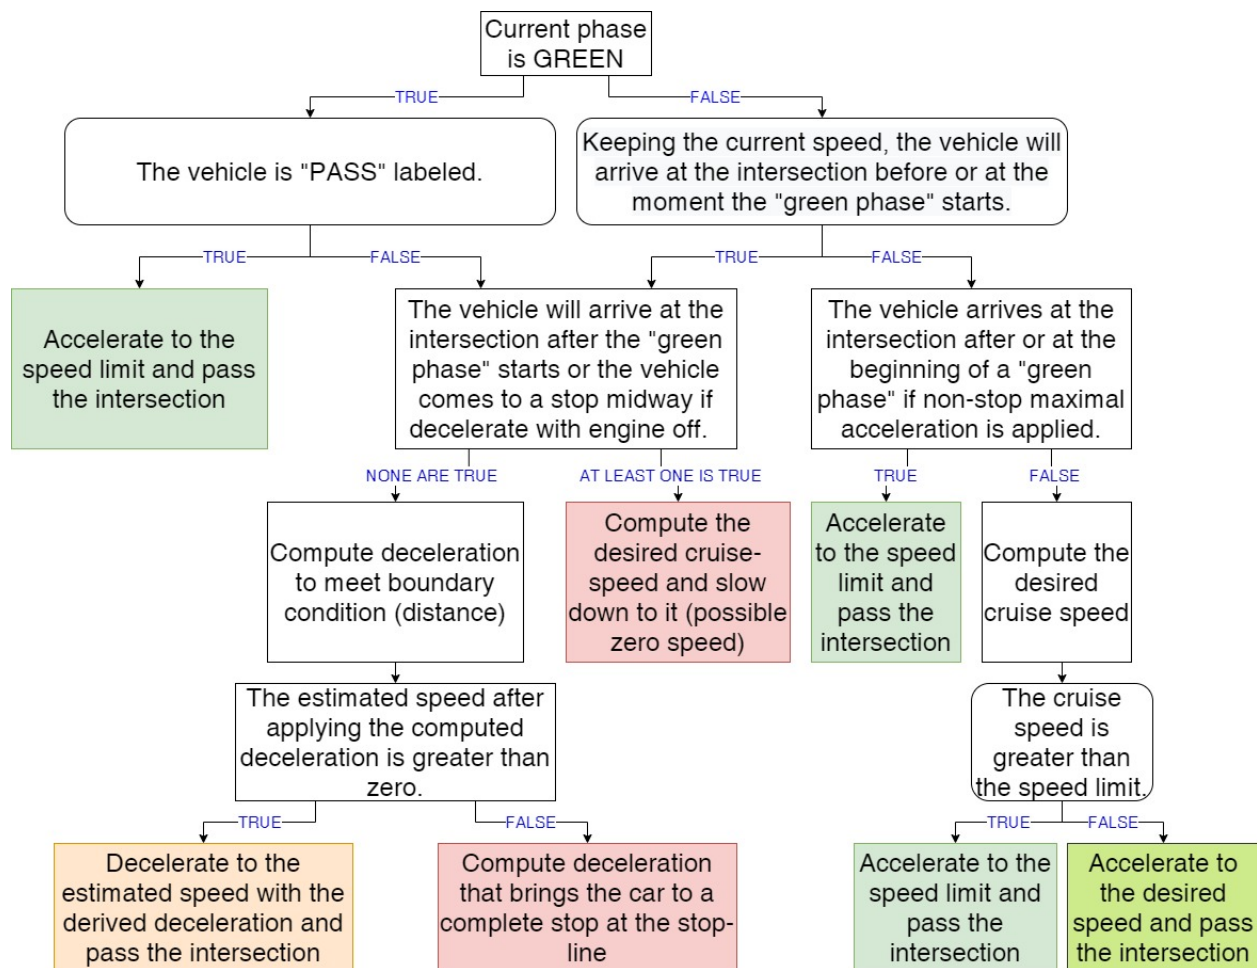 Current phase
is GREEN
TRUE
FALSE
The vehicle is "PASS" labeled.
Keeping the current speed, the vehicle will
arrive at the intersection before or at the
moment the "green phase" starts.
TRUE
FALSE
TRUE
FALSE
Accelerate to the
speed limit and pass
the intersection
The vehicle will arrive at the
intersection after the "green
phase" starts or the vehicle
comes to a stop midway if
decelerate with engine off.
The vehicle arrives at the
intersection after or at the
beginning of a "green
phase" if non-stop maximal
acceleration is applied.
NONE ARE TRUE
AT LEAST ONE IS TRUE
TRUE
FALSE
Compute deceleration
to meet boundary
condition (distance)
Compute the
desired cruise-
speed and slow
down to it (possible
zero speed)
Accelerate
to the speed
limit and
pass the
intersection
Compute the
desired
cruise speed
The estimated speed after
applying the computed
deceleration is greater than
zero.
The cruise
speed is
greater than
the speed limit.
TRUE
FALSE
TRUE
FALSE
Decelerate to the
estimated speed with the
derived deceleration and
pass the intersection
Compute deceleration
that brings the car to a
complete stop at the stop-
line
Accelerate to the
speed limit and
pass the
intersection
Accelerate to
the desired
speed and pass
the intersection